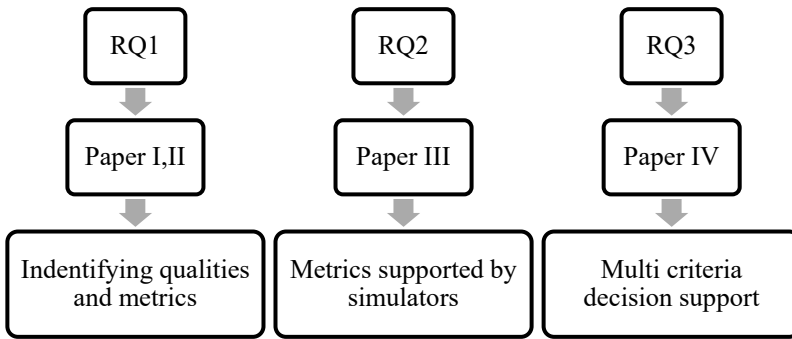 RQ1
RQ2
RQ3
Paper I,II
Paper III
Paper IV
Indentifying qualities
and metrics
Metrics supported by
simulators
Multi criteria
decision support